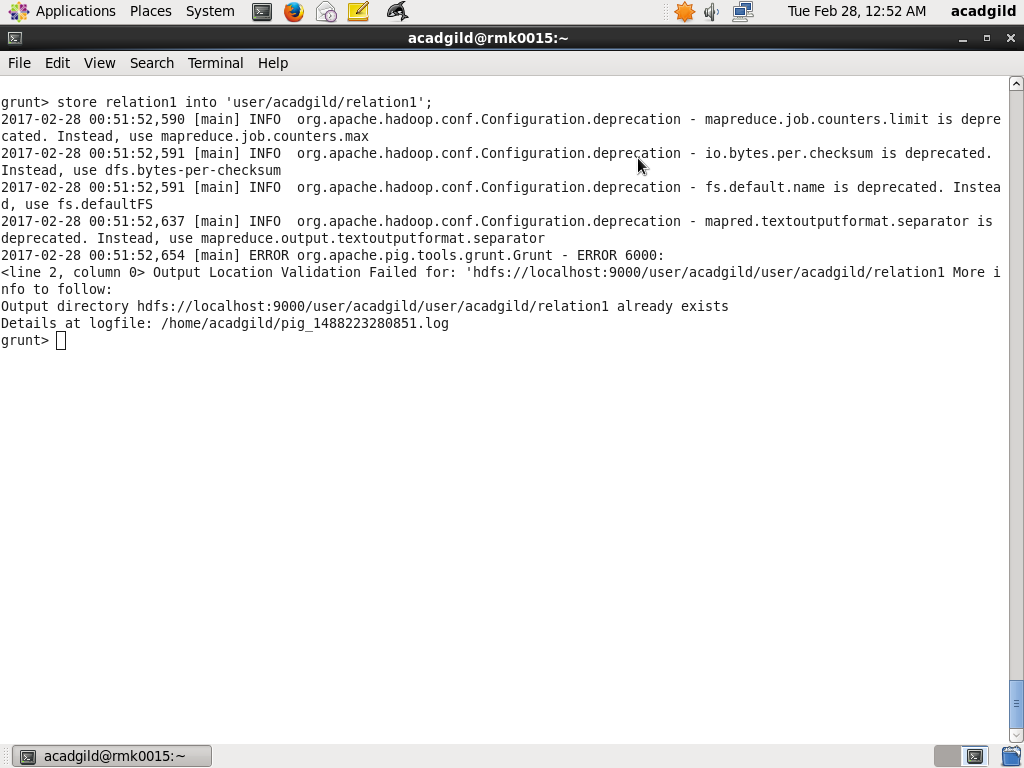 Applications Places System Tue Feb 28, 12:52 AM acadgild
acadgild@rmk0015:~
File Edit View Search Terminal Help
grunt> store relation1 into 'user/acadgild/relation1';
2017-02-28 00:51:52,590 [main] INFO  org.apache.hadoop.conf.Configuration.deprecation - mapreduce.job.counters.limit is depre
cated. Instead, use mapreduce.job.counters.max
2017-02-28 00:51:52,591 [main] INFO  org.apache.hadoop.conf.Configuration.deprecation - io.bytes.per.checksum is deprecated.
Instead, use dfs.bytes-per-checksum
2017-02-28 00:51:52,591 [main] INFO  org.apache.hadoop.conf.Configuration.deprecation - fs.default.name is deprecated. Instea
d, use fs.defaultFS
2017-02-28 00:51:52,637 [main] INFO  org.apache.hadoop.conf.Configuration.deprecation - mapred.textoutputformat.separator is
deprecated. Instead, use mapreduce.output.textoutputformat.separator
2017-02-28 00:51:52,654 [main] ERROR org.apache.pig.tools.grunt.Grunt - ERROR 6000:
<line 2, column 0> Output Location Validation Failed for: 'hdfs://localhost:9000/user/acadgild/user/acadgild/relation1 More i
nfo to follow:
Output directory hdfs://localhost:9000/user/acadgild/user/acadgild/relation1 already exists
Details at logfile: /home/acadgild/pig_1488223280851.log
grunt>
acadgild@rmk0015:~